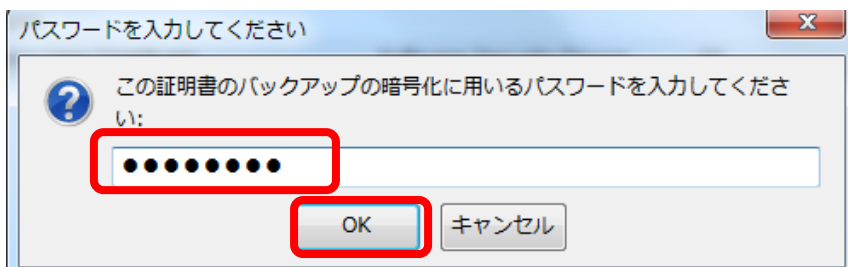 パスワードを入力してください
この証明書のバックアップの暗号化に用いるパスワードを入力してくださ
い:
●●●●●●●●
OK
キャンセル